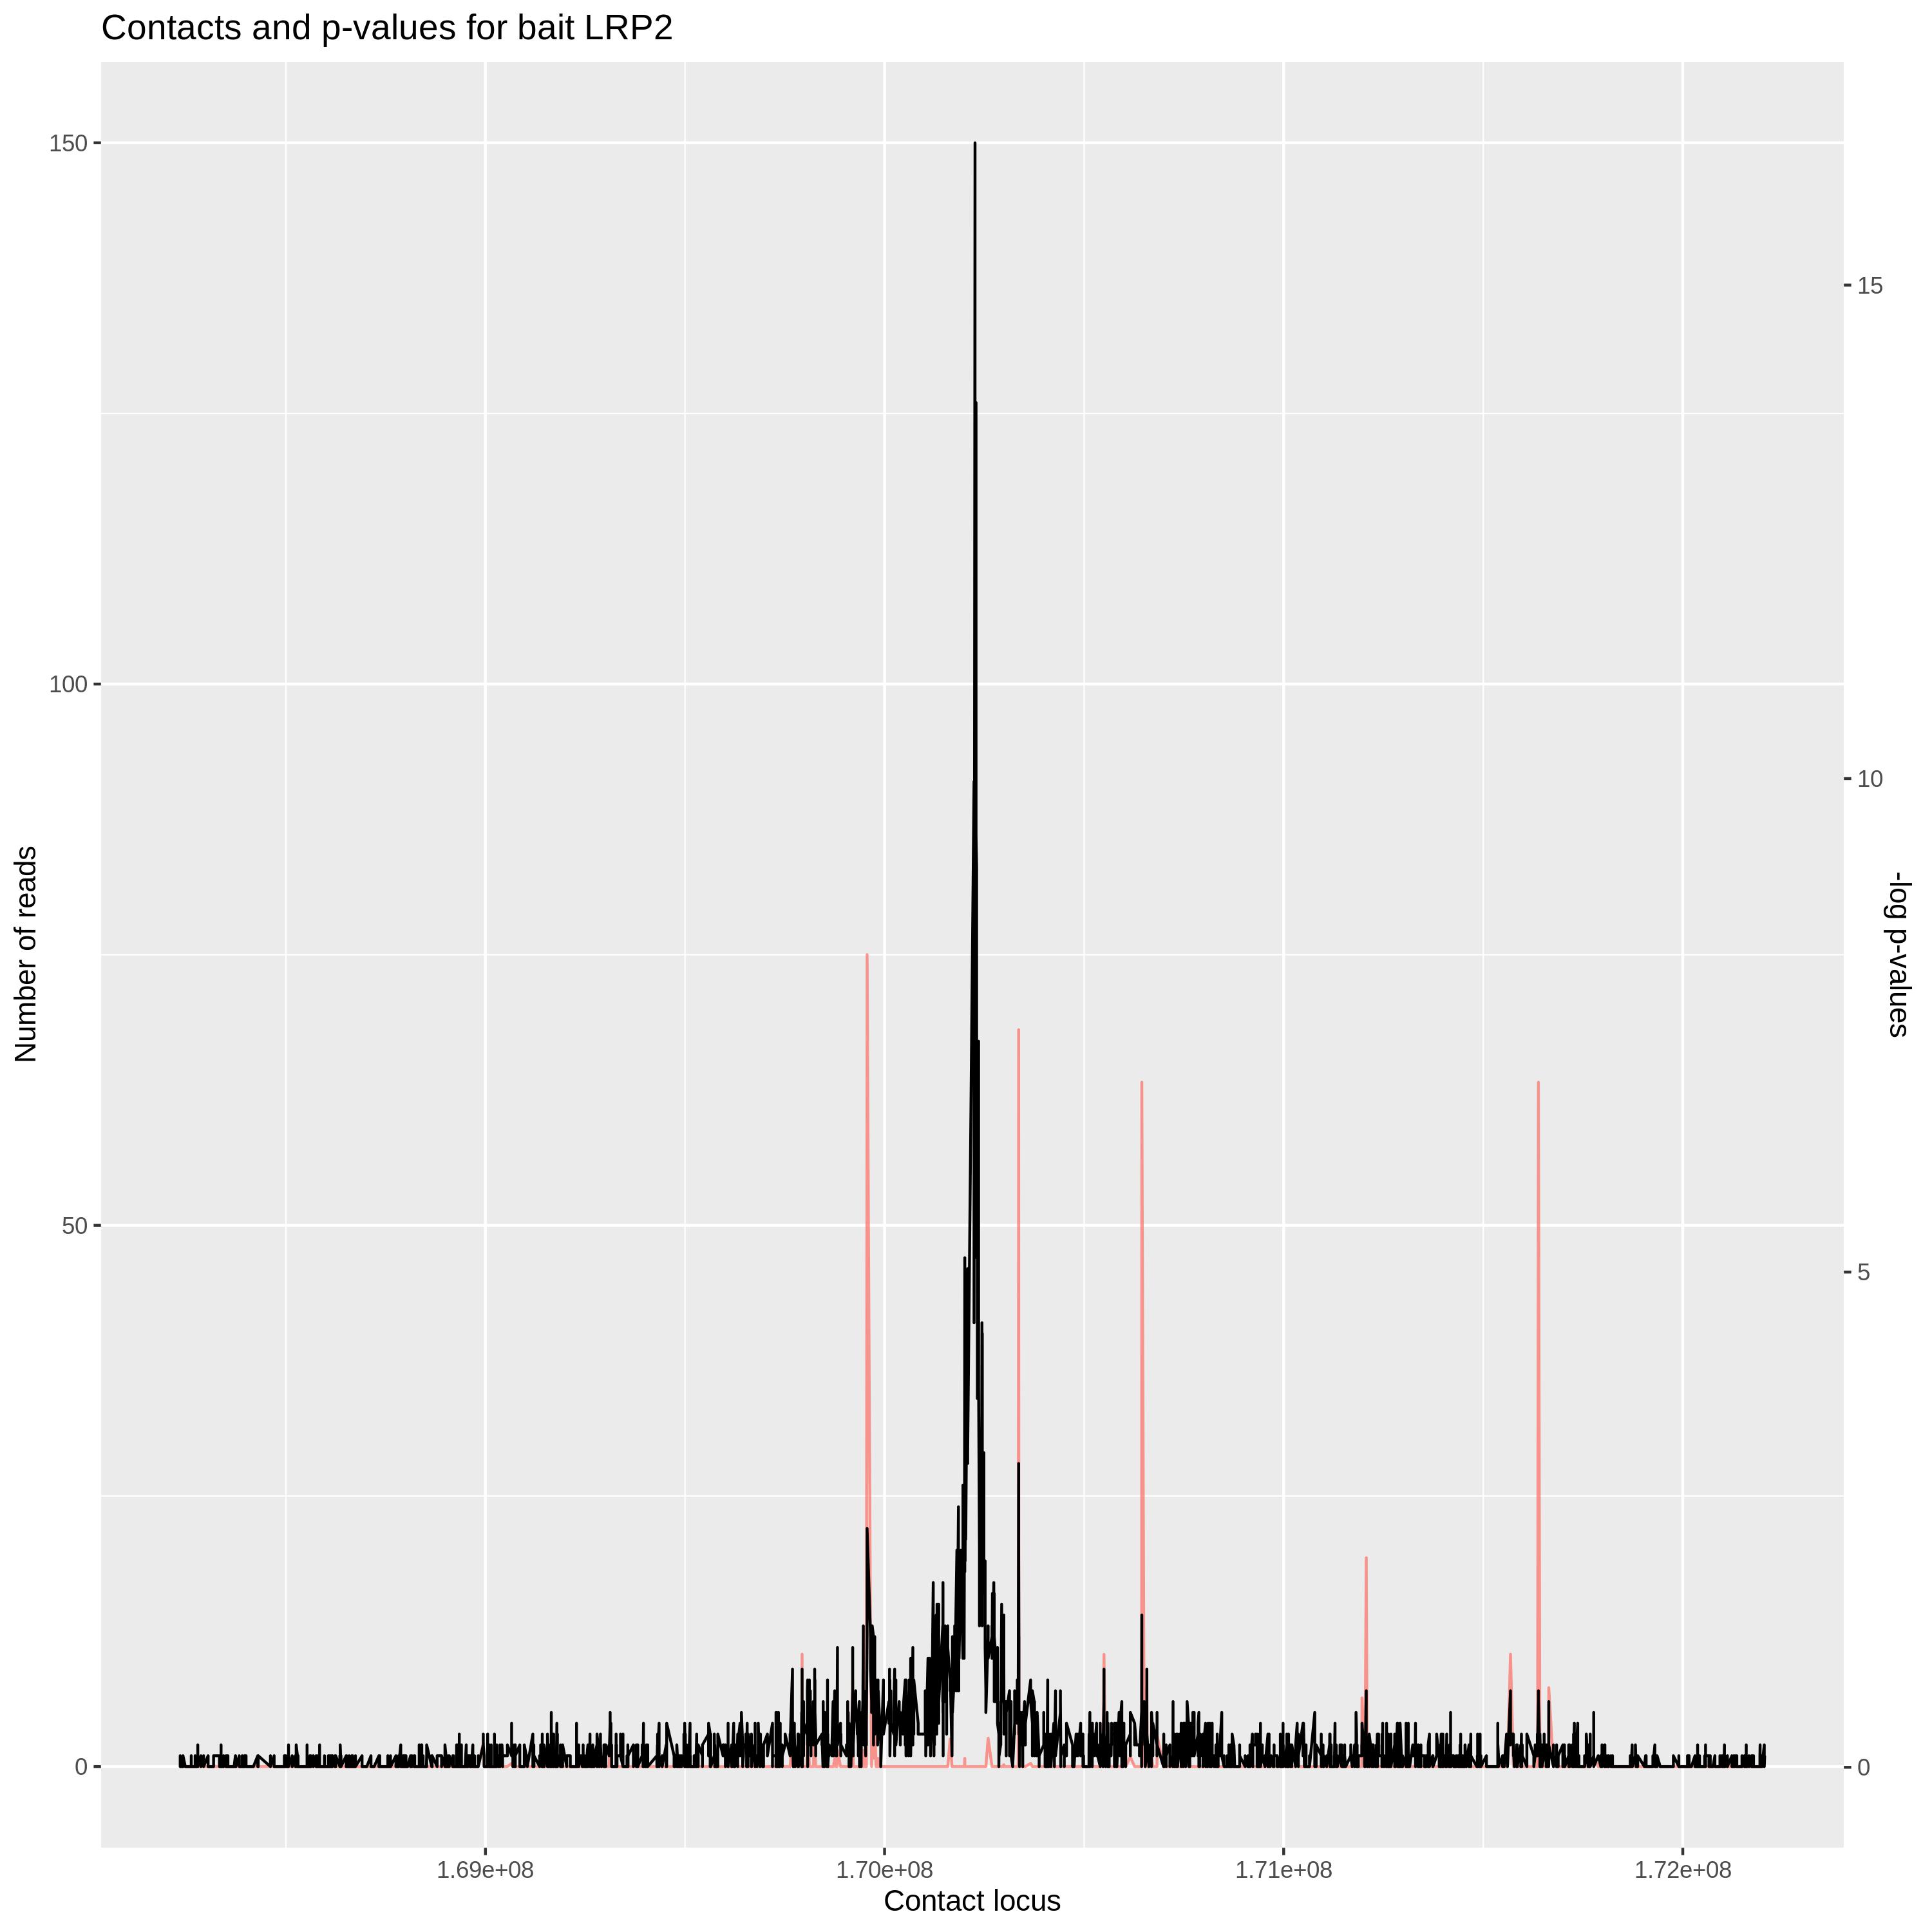 Contacts and p-values for bait LRP2
150
100
50
0
Number of reads
15
10
5
0
-log p-values
1.69e+08
1.70e+08
1.71e+08
1.72e+08
Contact locus